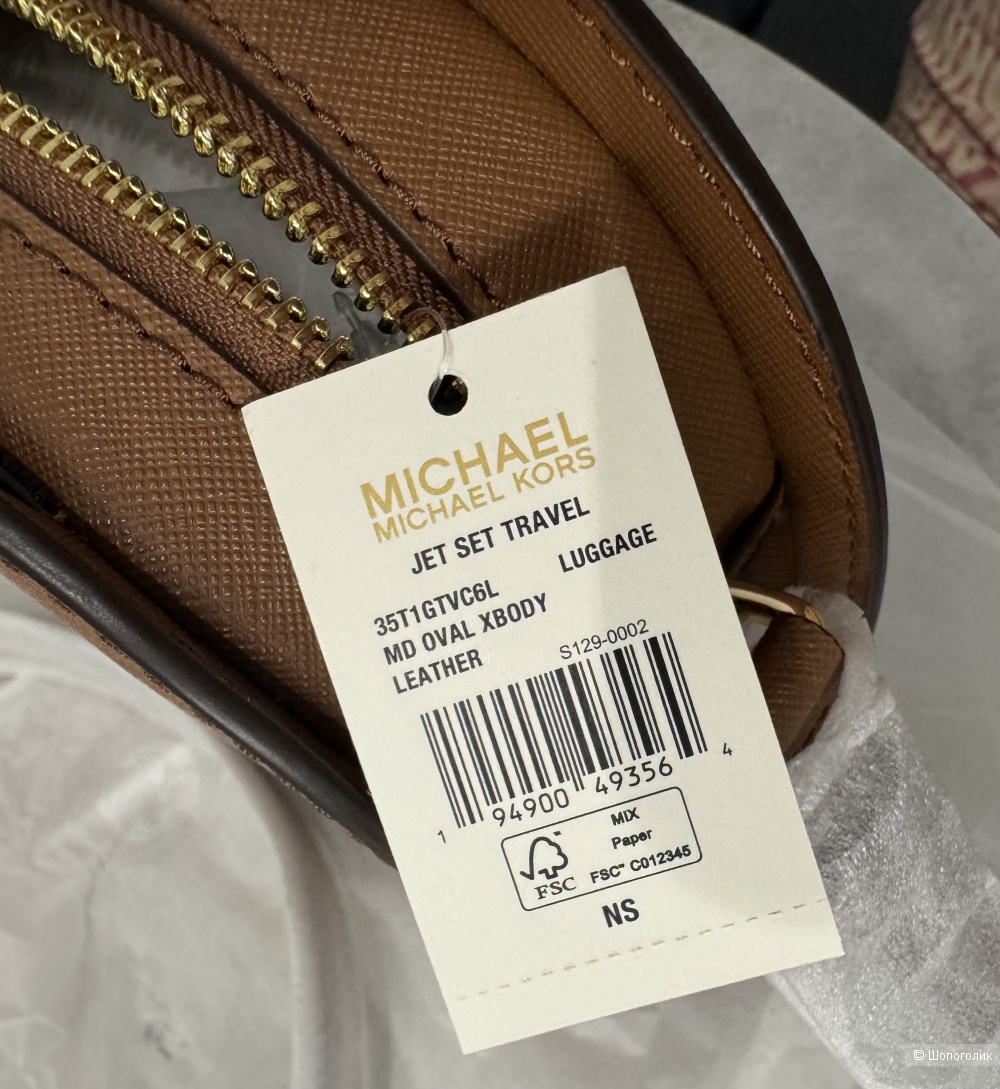 MICHAEL
MICHAEL KORS
JET SET TRAVEL
LUGGAGE
35T1GTVC6L
MD OVAL XBODY
LEATHER
S129-0002
1 94900 49356 4
FSC
MIX
Paper
FSC™ C012345
NS
© Шопоголик